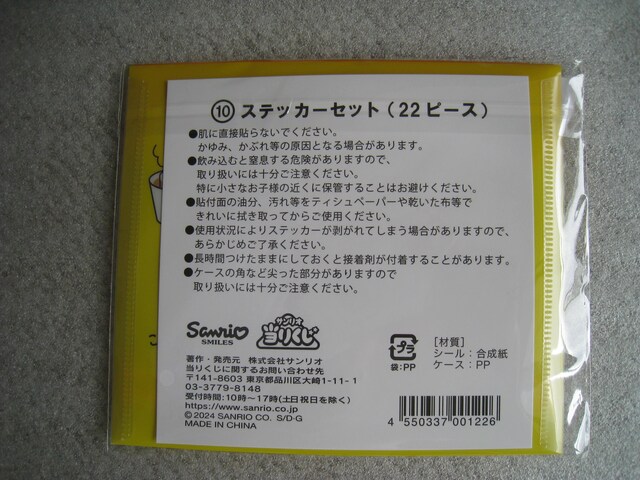 ⑩ ステッカーセット（22ピース）
●肌に直接貼らないでください。
かゆみ、かぶれ等の原因となる場合があります。
●飲み込むと窒息する危険がありますので、
取り扱いには十分ご注意ください。
特に小さなお子様の近くに保管することはお避けください。
●貼付面の油分、汚れ等をティシュペーパーや乾いた布等で
きれいに拭き取ってからご使用ください。
●使用状況によりステッカーが剥がれてしまう場合がありますので、
あらかじめご了承ください。
●長時間つけたままにしておくと接着剤が付着することがあります。
●ケースの角など尖った部分がありますので
取り扱いには十分ご注意ください。
Sanrio
SMILES
サンリオ
当りくじ
プラ
袋:PP
［材質］
シール：合成紙
ケース：PP
著作・発売元 株式会社サンリオ
当りくじに関するお問い合わせ先
〒141-8603 東京都品川区大崎1-11-1
03-3779-8148
受付時間：10時～17時(土日祝日を除く)
https://www.sanrio.co.jp
©2024 SANRIO CO. S/D·G
MADE IN CHINA
4 550337 001226